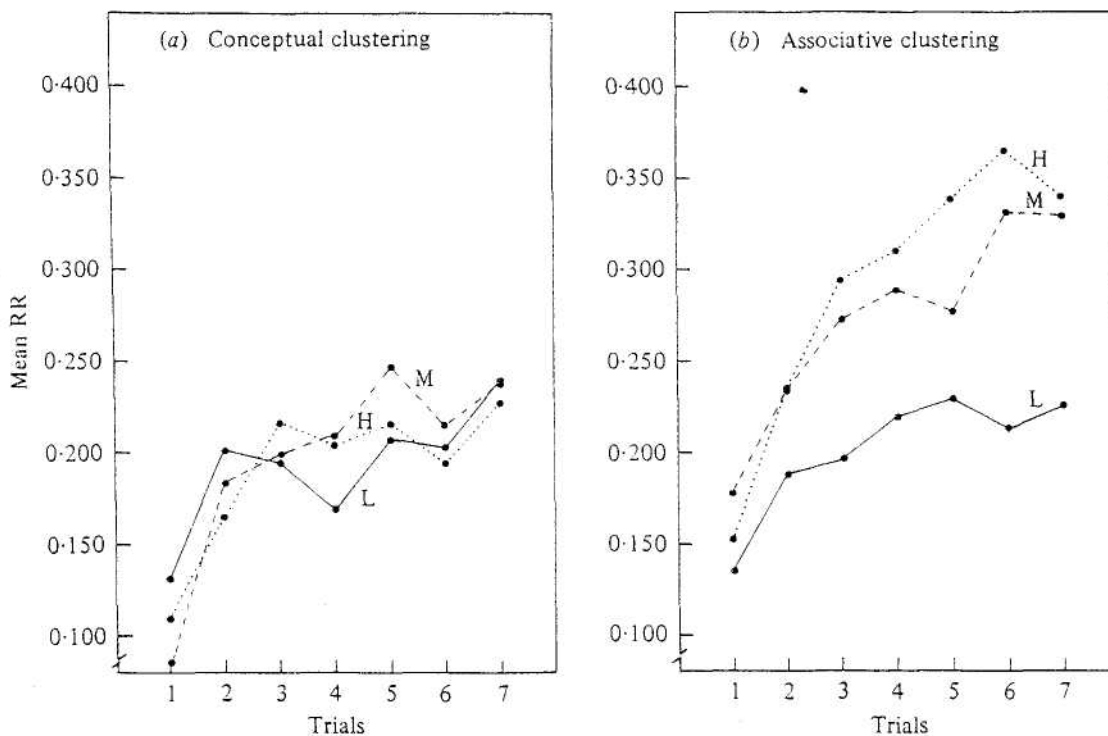 (a) Conceptual clustering
0·400
0·350
0·300
0·250
0·200
0·150
0·100
Mean RR
M
H
L
1 2 3 4 5 6 7
Trials
(b) Associative clustering
0·400
0·350
0·300
0·250
0·200
0·150
0·100
H
M
L
1 2 3 4 5 6 7
Trials